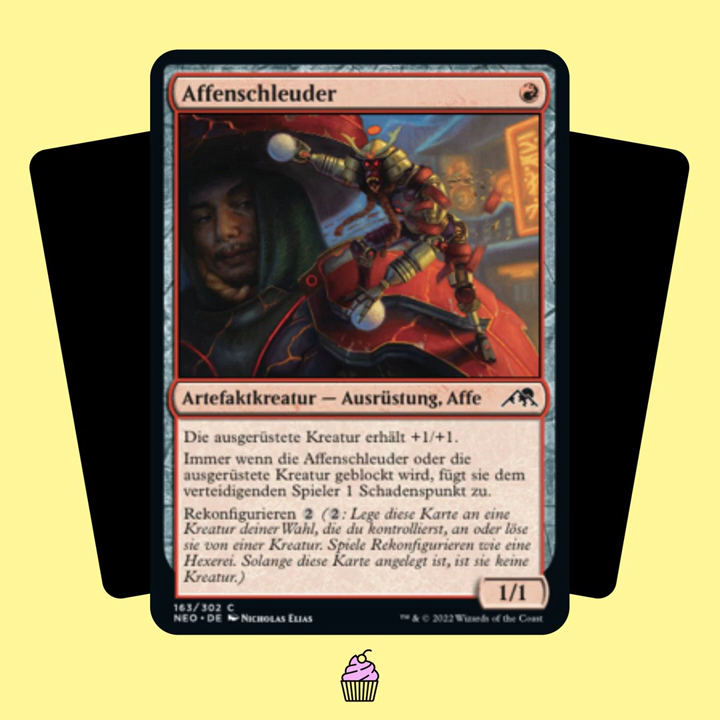 Affenschleuder
Artefaktkreatur — Ausrüstung, Affe
Die ausgerüstete Kreatur erhält +1/+1.
Immer wenn die Affenschleuder oder die
ausgerüstete Kreatur geblockt wird, fügt sie dem
verteidigenden Spieler 1 Schadenspunkt zu.
Rekonfigurieren 2 (2: Lege diese Karte an eine
Kreatur deiner Wahl, die du kontrollierst, an oder löse
sie von einer Kreatur. Spiele Rekonfigurieren wie eine
Hexerei. Solange diese Karte angelegt ist, ist sie keine
Kreatur.)
1/1
163/302 C
NEO • DE Nicholas Elias
™ & © 2022 Wizards of the Coast